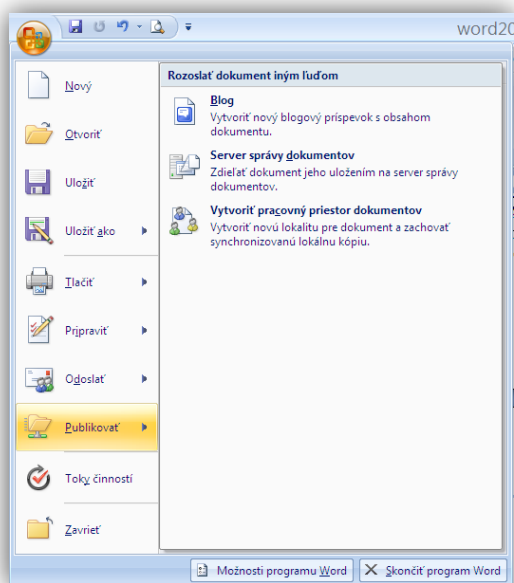 word20
Nový
Otvoriť
Uložiť
Uložiť ako
Tlačiť
Pripraviť
Odoslať
Publikovať
Toky činností
Zavrieť
Rozoslať dokument iným ľuďom
Blog
Vytvoriť nový blogový príspevok s obsahom
dokumentu.
Server správy dokumentov
Zdieľať dokument jeho uložením na server správy
dokumentov.
Vytvoriť pracovný priestor dokumentov
Vytvoriť novú lokalitu pre dokument a zachovať
synchronizovanú lokálnu kópiu.
Možnosti programu Word
Skončiť program Word